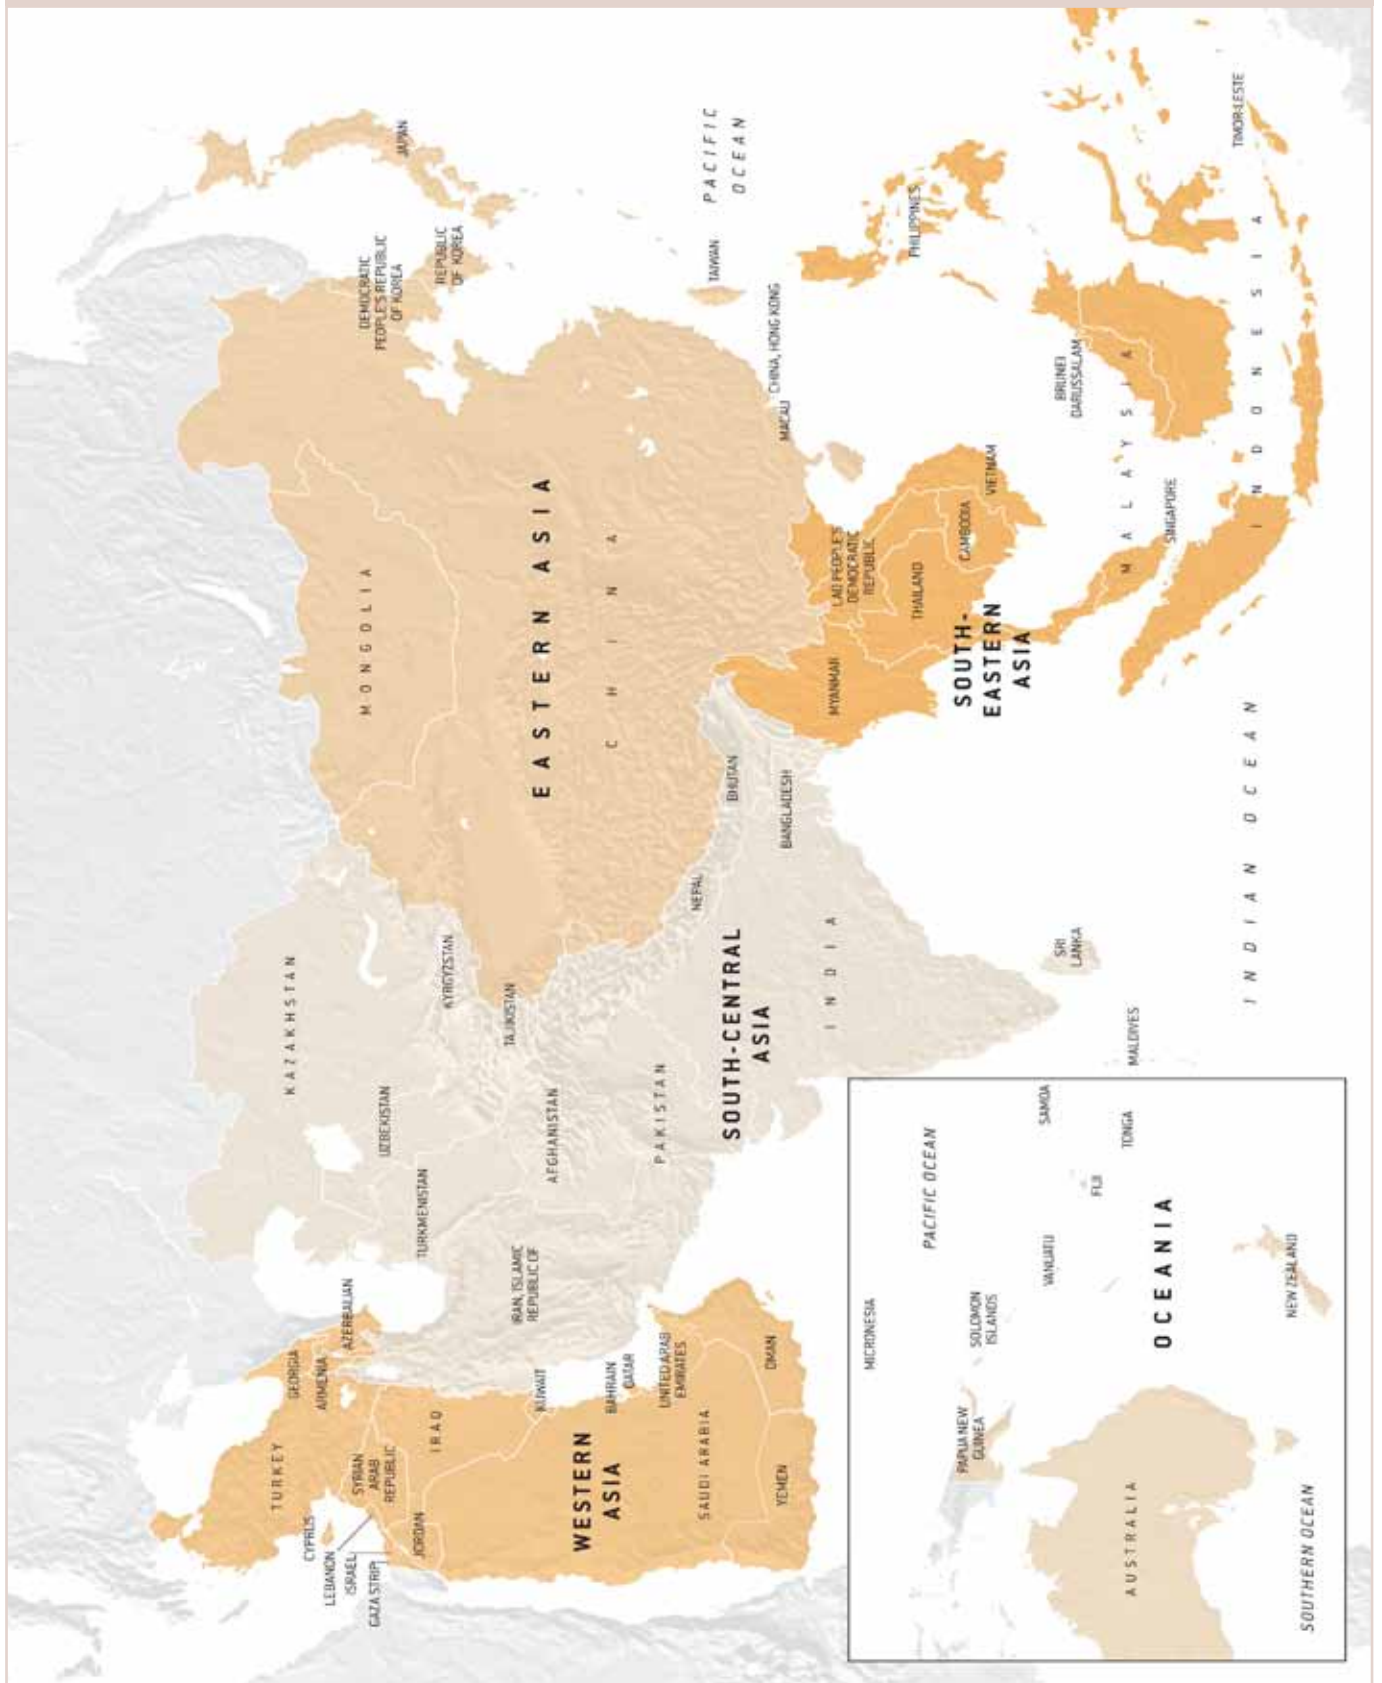 GEORGIA
ARMENIA
AZERBAIJAN
TURKEY
CYPRUS
LEBANON
ISRAEL
GAZA STRIP
SYRIAN
ARAB
REPUBLIC
JORDAN
IRAQ
KUWAIT
WESTERN
ASIA
BAHRAIN
QATAR
UNITED ARAB
EMIRATES
SAUDI ARABIA
OMAN
YEMEN
KAZAKHSTAN
UZBEKISTAN
TURKMENISTAN
KYRGYZSTAN
TAJIKISTAN
IRAN, ISLAMIC
REPUBLIC OF
AFGHANISTAN
PAKISTAN
SOUTH-CENTRAL
ASIA
NEPAL
BHUTAN
BANGLADESH
INDIA
SRI
LANKA
MALDIVES
INDIAN OCEAN
MONGOLIA
EASTERN ASIA
CHINA
DEMOCRATIC
PEOPLE'S REPUBLIC
OF KOREA
REPUBLIC
OF KOREA
JAPAN
TAIWAN
PACIFIC
OCEAN
MACAU
CHINA, HONG KONG
MYANMAR
LAO PEOPLE'S
DEMOCRATIC
REPUBLIC
THAILAND
CAMBODIA
VIETNAM
SOUTH-
EASTERN
ASIA
PHILIPPINES
BRUNEI
DARUSSALAM
MALAYSIA
SINGAPORE
INDONESIA
TIMOR-LESTE
MICRONESIA
PACIFIC OCEAN
PAPUA NEW
GUINEA
SOLOMON
ISLANDS
VANUATU
SAMOA
FIJI
TONGA
OCEANIA
AUSTRALIA
NEW ZEALAND
SOUTHERN OCEAN